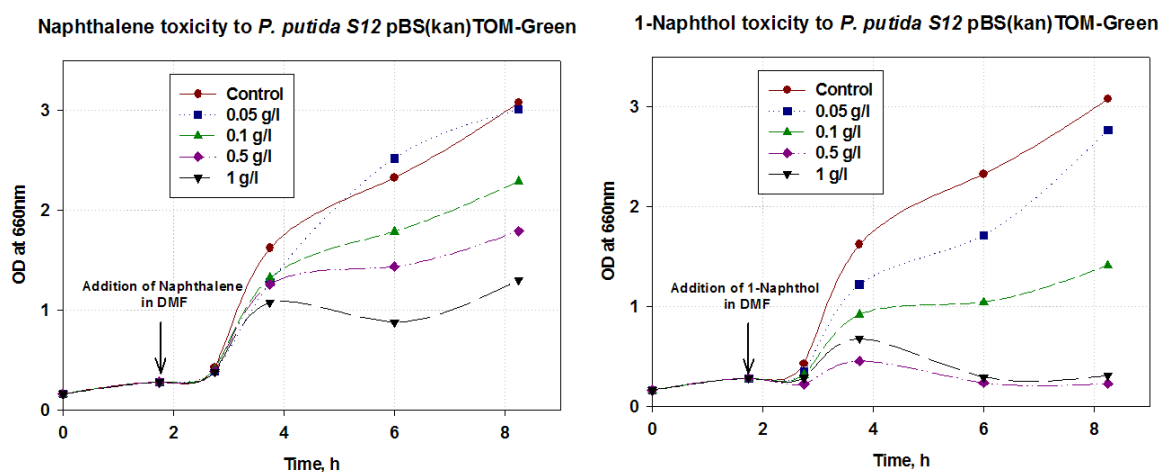 Naphthalene toxicity to P. putida S12 pBS(kan)TOM-Green
OD at 660nm
3
2
1
0
Control
0.05 g/l
0.1 g/l
0.5 g/l
1 g/l
Addition of Naphthalene
in DMF
0 2 4 6 8
Time, h
1-Naphthol toxicity to P. putida S12 pBS(kan)TOM-Green
OD at 660nm
3
2
1
0
Control
0.05 g/l
0.1 g/l
0.5 g/l
1 g/l
Addition of 1-Naphthol
in DMF
0 2 4 6 8
Time, h